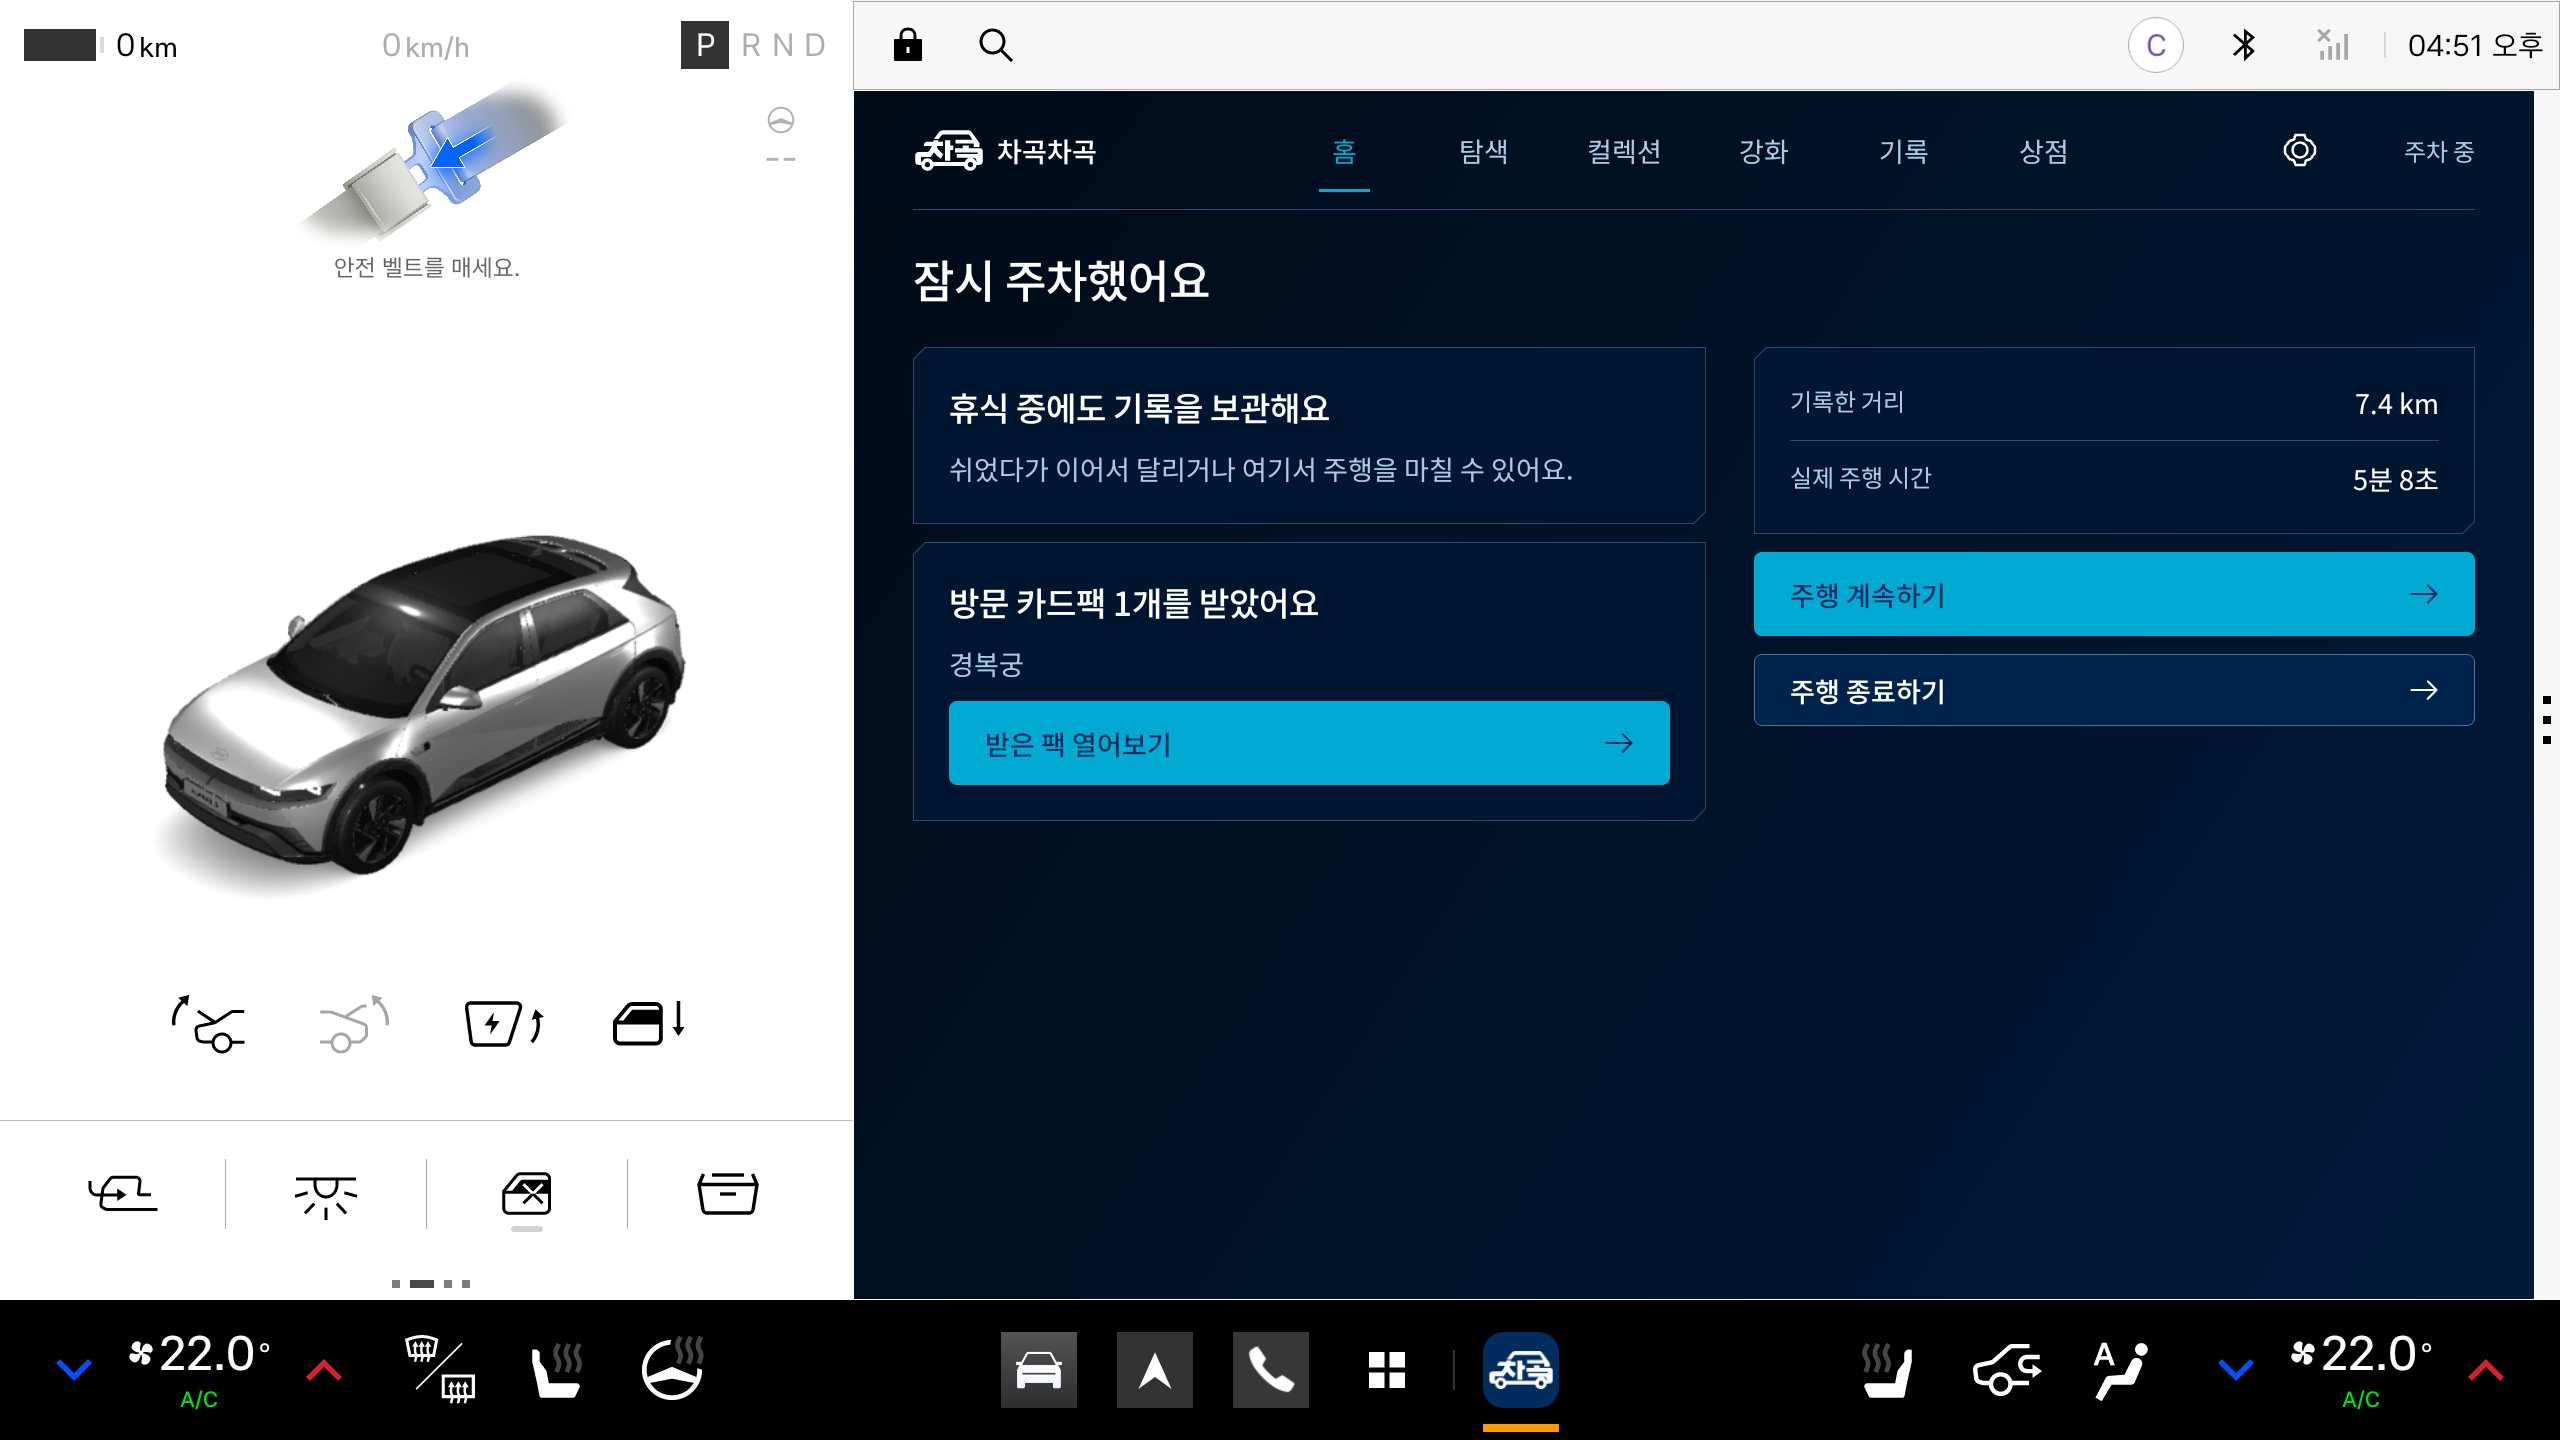 0 km
0 km/h
P R N D
안전 벨트를 매세요.
C
04:51 오후
차곡
차곡차곡
홈
탐색
컬렉션
강화
기록
상점
주차 중
잠시 주차했어요
휴식 중에도 기록을 보관해요
쉬었다가 이어서 달리거나 여기서 주행을 마칠 수 있어요.
방문 카드팩 1개를 받았어요
경복궁
받은 팩 열어보기
기록한 거리
7.4 km
실제 주행 시간
5분 8초
주행 계속하기
주행 종료하기
22.0°
A/C
차곡
A
22.0°
A/C